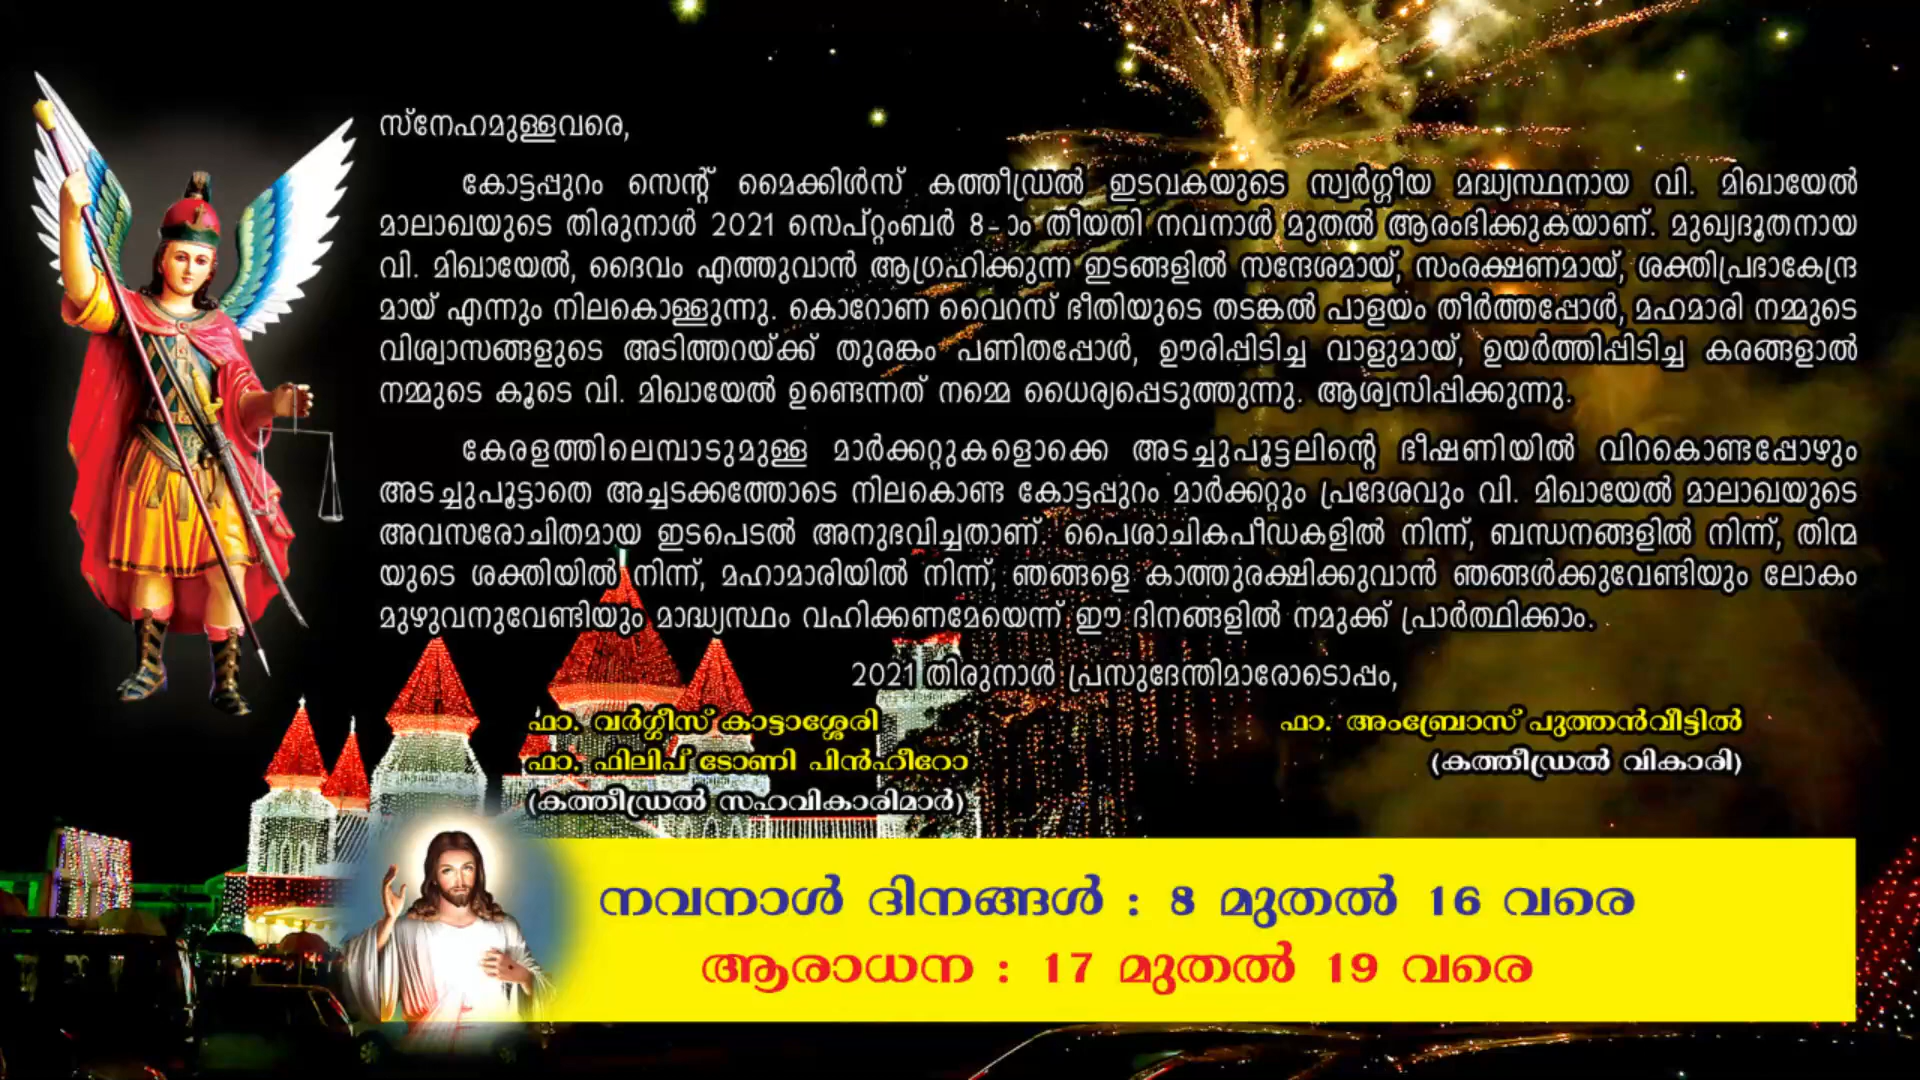 സ്നേഹമുള്ളവരെ,
കോട്ടപ്പുറം സെന്റ് മൈക്കിൾസ് കത്തീഡ്രൽ ഇടവകയുടെ സ്വർഗ്ഗീയ മദ്ധ്യസ്ഥനായ വി. മിഖായേൽ
മാലാഖയുടെ തിരുനാൾ 2021 സെപ്റ്റംബർ 8-ാം തീയതി നവനാൾ മുതൽ ആരംഭിക്കുകയാണ്. മുഖ്യദൂതനായ
വി. മിഖായേൽ, ദൈവം എത്തുവാൻ ആഗ്രഹിക്കുന്ന ഇടങ്ങളിൽ സന്ദേശമായ്, സംരക്ഷണമായ്, ശക്തിപ്രഭാകേന്ദ്ര
മായ് എന്നും നിലകൊള്ളുന്നു. കൊറോണ വൈറസ് ഭീതിയുടെ തടങ്കൽ പാളയം തീർത്തപ്പോൾ, മഹമാരി നമ്മുടെ
വിശ്വാസങ്ങളുടെ അടിത്തറയ്ക്ക് തുരങ്കം പണിതപ്പോൾ, ഊരിപ്പിടിച്ച വാളുമായ്, ഉയർത്തിപ്പിടിച്ച കരങ്ങളാൽ
നമ്മുടെ കൂടെ വി. മിഖായേൽ ഉണ്ടെന്നത് നമ്മെ ധൈര്യപ്പെടുത്തുന്നു. ആശ്വസിപ്പിക്കുന്നു.
കേരളത്തിലെമ്പാടുമുള്ള മാർക്കറ്റുകളൊക്കെ അടച്ചുപൂട്ടലിന്റെ ഭീഷണിയിൽ വിറകൊണ്ടപ്പോഴും
അടച്ചുപൂട്ടാതെ അച്ചടക്കത്തോടെ നിലകൊണ്ട കോട്ടപ്പുറം മാർക്കറ്റും പ്രദേശവും വി. മിഖായേൽ മാലാഖയുടെ
അവസരോചിതമായ ഇടപെടൽ അനുഭവിച്ചതാണ്. പൈശാചികപീഡകളിൽ നിന്ന്, ബന്ധനങ്ങളിൽ നിന്ന്, തിന്മ
യുടെ ശക്തിയിൽ നിന്ന്, മഹാമാരിയിൽ നിന്ന്, ഞങ്ങളെ കാത്തുരക്ഷിക്കുവാൻ ഞങ്ങൾക്കുവേണ്ടിയും ലോകം
മുഴുവനുവേണ്ടിയും മാദ്ധ്യസ്ഥം വഹിക്കണമേയെന്ന് ഈ ദിനങ്ങളിൽ നമുക്ക് പ്രാർത്ഥിക്കാം.
2021 തിരുനാൾ പ്രസുദേന്തിമാരോടൊപ്പം,
ഫാ. വർഗ്ഗീസ് കാട്ടാശ്ശേരി
ഫാ. ഫിലിപ് ടോണി പിൻഹീറോ
(കത്തീഡ്രൽ സഹവികാരിമാർ)
ഫാ. അംബ്രോസ് പുത്തൻവീട്ടിൽ
(കത്തീഡ്രൽ വികാരി)
നവനാൾ ദിനങ്ങൾ : 8 മുതൽ 16 വരെ
ആരാധന : 17 മുതൽ 19 വരെ